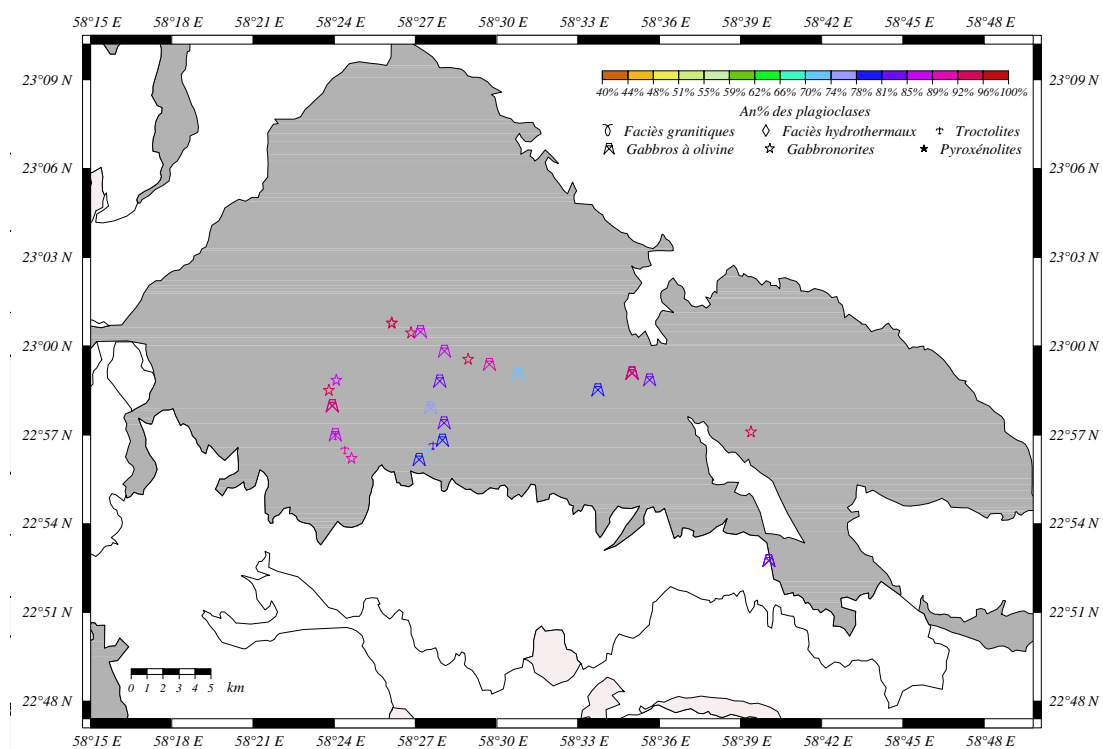 58°15' E 58°18' E 58°21' E 58°24' E 58°27' E 58°30' E 58°33' E 58°36' E 58°39' E 58°42' E 58°45' E 58°48' E
23°09' N 23°09' N
40% 44% 48% 51% 55% 59% 62% 66% 70% 74% 78% 81% 85% 89% 92% 96% 100%
An% des plagioclases
Faciès granitiques Faciès hydrothermaux Troctolites
Gabbros à olivine Gabbronorites Pyroxénolites
23°06' N 23°06' N
23°03' N 23°03' N
23°00' N 23°00' N
22°57' N 22°57' N
22°54' N 22°54' N
22°51' N 22°51' N
0 1 2 3 4 5 km
22°48' N 22°48' N
58°15' E 58°18' E 58°21' E 58°24' E 58°27' E 58°30' E 58°33' E 58°36' E 58°39' E 58°42' E 58°45' E 58°48' E